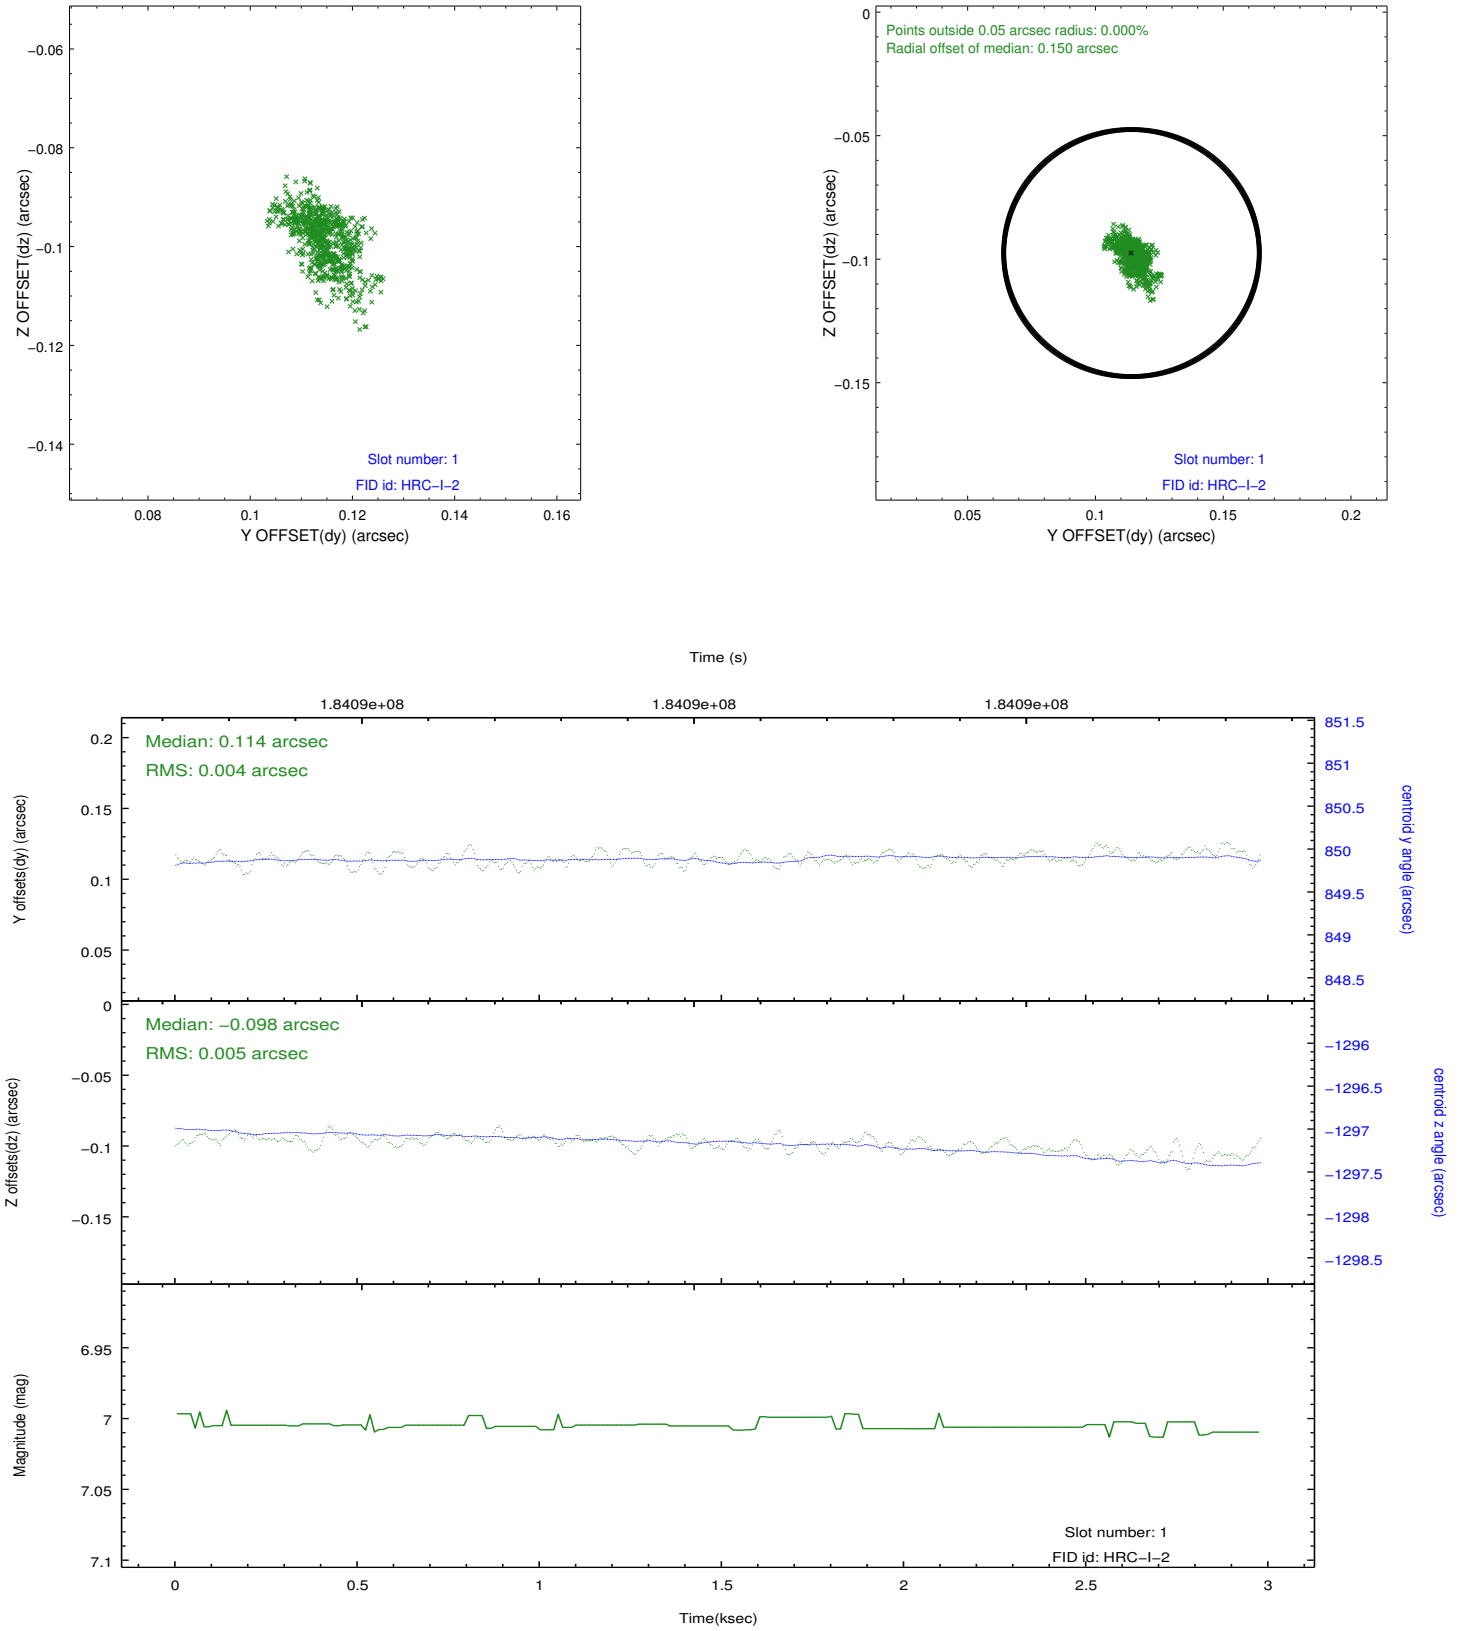 −0.06
−0.08
−0.1
−0.12
−0.14
Z OFFSET(dz) (arcsec)
Slot number: 1
FID id: HRC−I−2
0.08
0.1
0.12
0.14
0.16
Y OFFSET(dy) (arcsec)
0
−0.05
−0.1
−0.15
Z OFFSET(dz) (arcsec)
Points outside 0.05 arcsec radius: 0.000%
Radial offset of median: 0.150 arcsec
Slot number: 1
FID id: HRC−I−2
0.05
0.1
0.15
0.2
Y OFFSET(dy) (arcsec)
Time (s)
1.8409e+08
1.8409e+08
1.8409e+08
Median: 0.114 arcsec
RMS: 0.004 arcsec
0.2
0.15
0.1
0.05
Y offsets(dy) (arcsec)
851.5
851
850.5
850
849.5
849
848.5
centroid y angle (arcsec)
Median: −0.098 arcsec
RMS: 0.005 arcsec
0
−0.05
−0.1
−0.15
Z offsets(dz) (arcsec)
−1296
−1296.5
−1297
−1297.5
−1298
−1298.5
centroid z angle (arcsec)
6.95
7
7.05
7.1
Magnitude (mag)
Slot number: 1
FID id: HRC−I−2
0
0.5
1
1.5
2
2.5
3
Time(ksec)